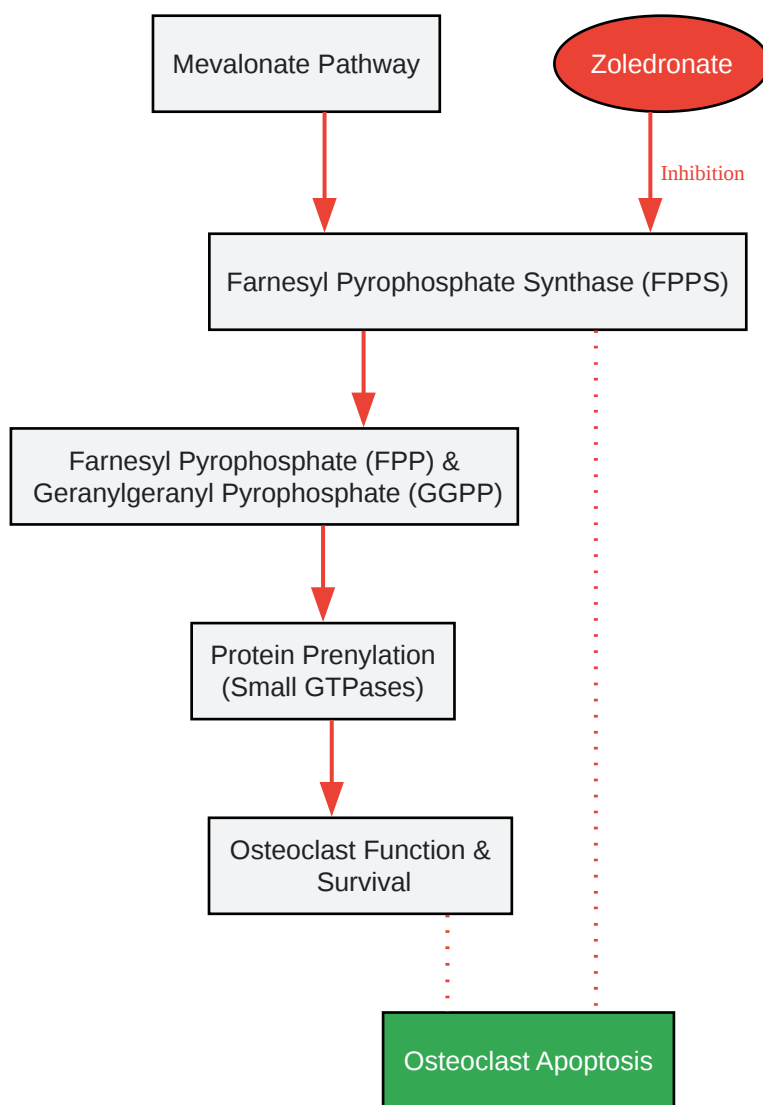 Mevalonate Pathway
Zoledronate
Inhibition
Farnesyl Pyrophosphate Synthase (FPPS)
Farnesyl Pyrophosphate (FPP) &
Geranylgeranyl Pyrophosphate (GGPP)
Protein Prenylation
(Small GTPases)
Osteoclast Function &
Survival
Osteoclast Apoptosis